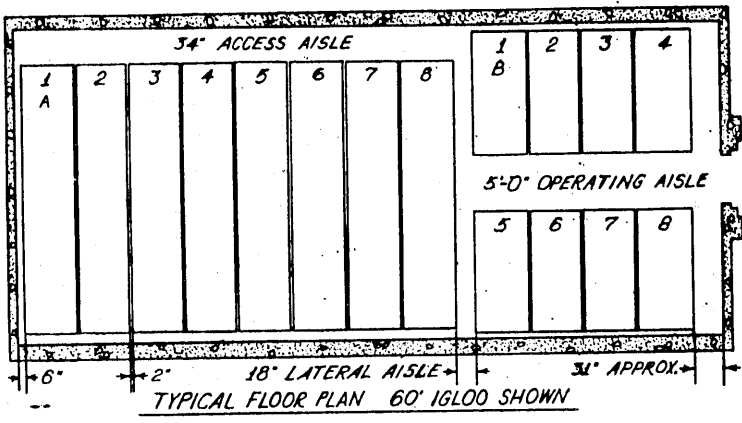 34" ACCESS AISLE
1 2 3 4 5 6 7 8
A
1 2 3 4
B
5'-0" OPERATING AISLE
5 6 7 8
6" 2" 18" LATERAL AISLE 31" APPROX.
TYPICAL FLOOR PLAN 60' IGLOO SHOWN